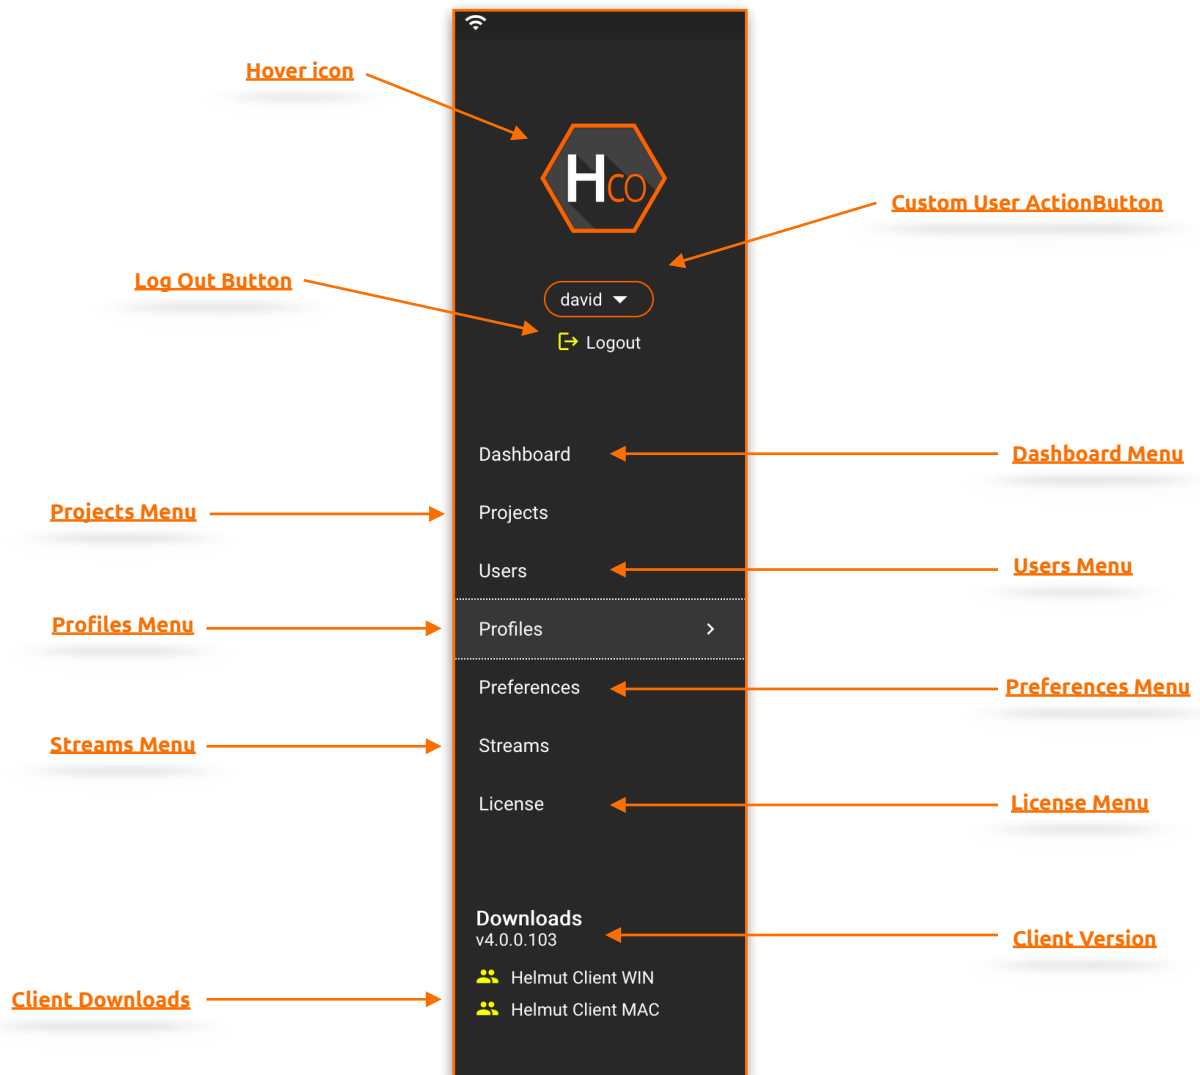 Hover icon
Hco
Custom User ActionButton
Log Out Button
david
Logout
Dashboard
Dashboard Menu
Projects Menu
Projects
Users
Users Menu
Profiles Menu
Profiles
Preferences
Preferences Menu
Streams Menu
Streams
License
License Menu
Downloads
v4.0.0.103
Client Version
Helmut Client WIN
Client Downloads
Helmut Client MAC